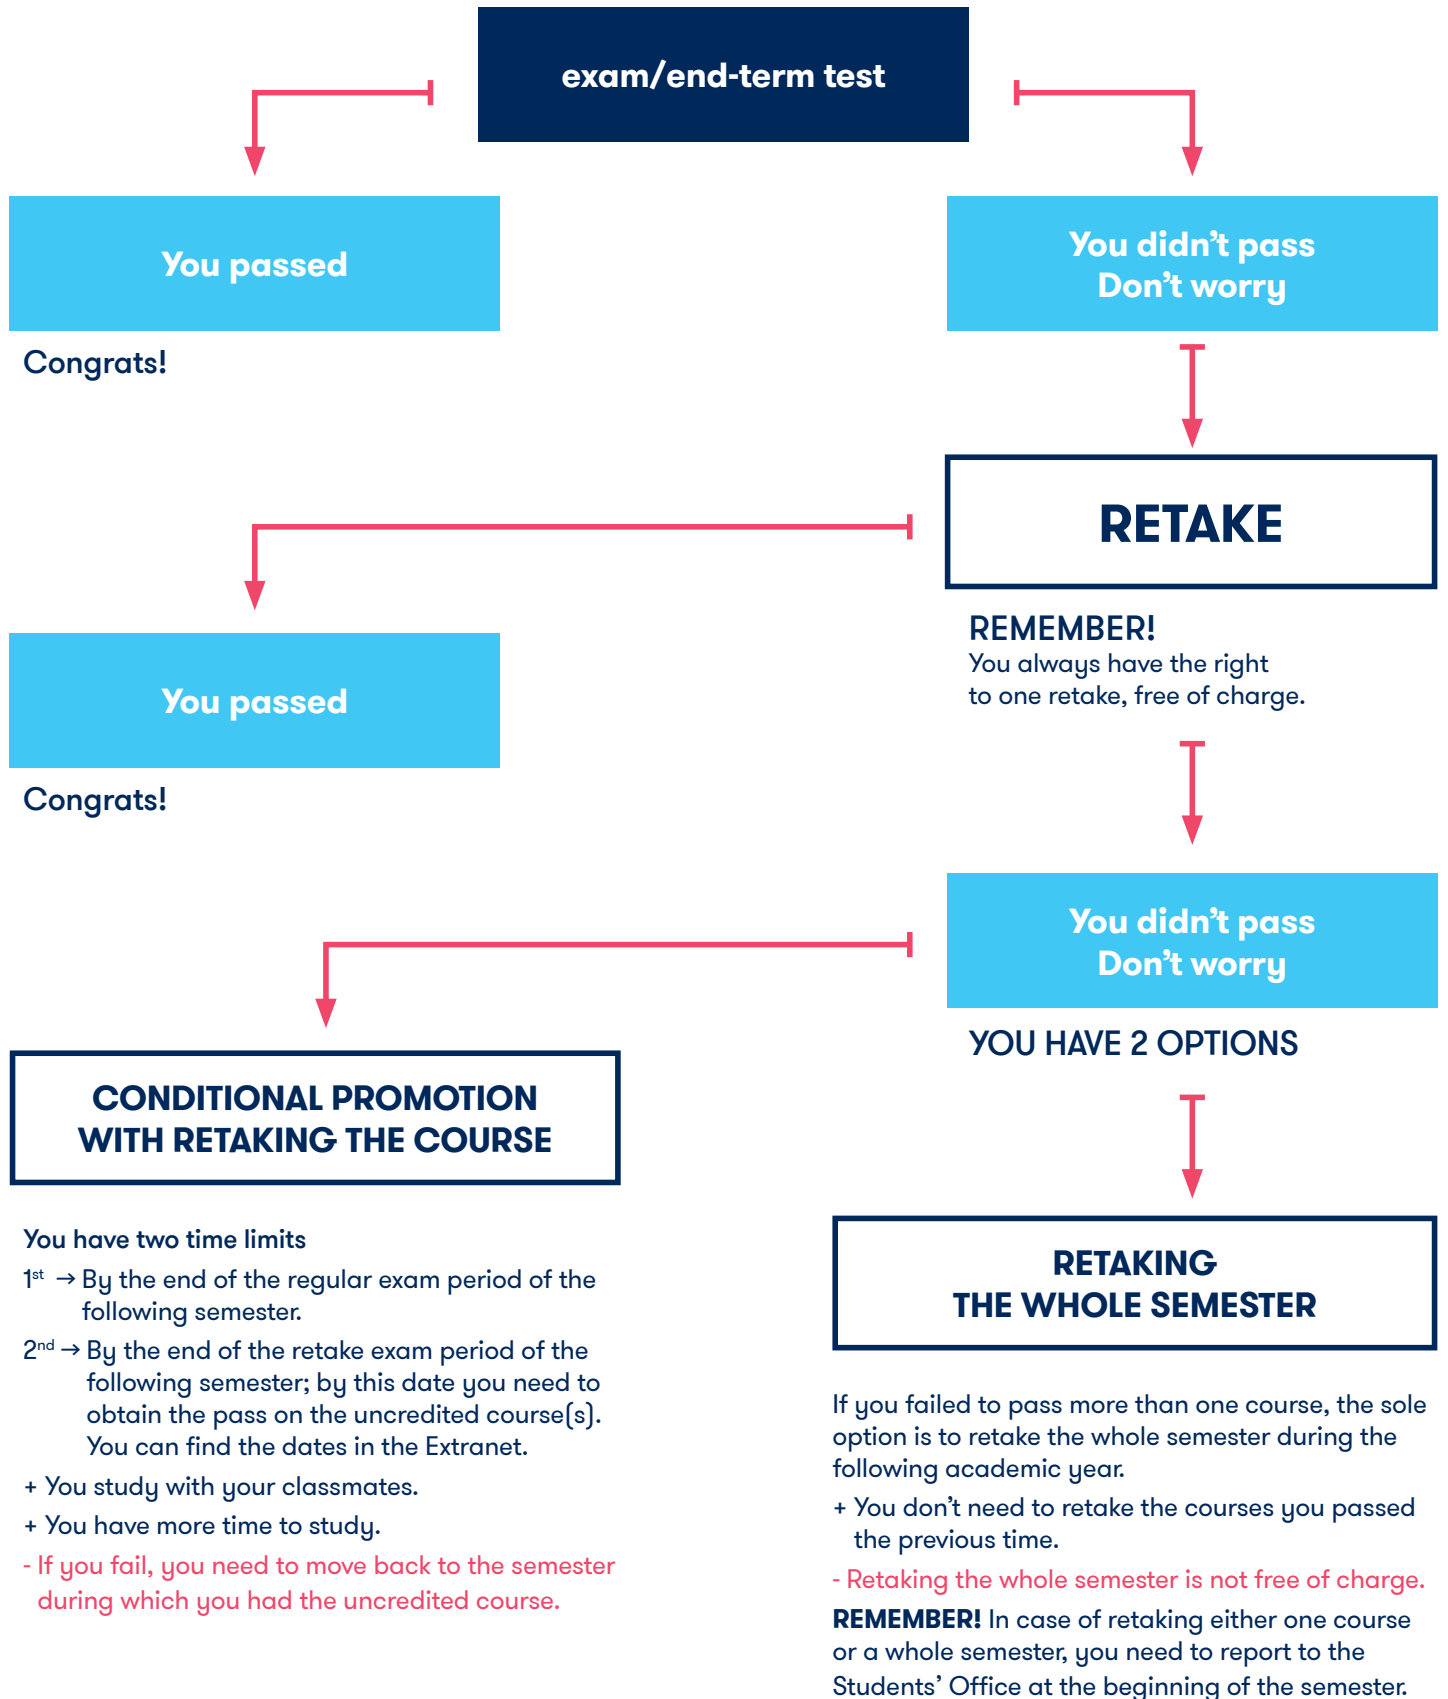 exam/end-term test
You passed
Congrats!
You didn't pass
Don't worry
RETAKE
REMEMBER!
You always have the right
to one retake, free of charge.
You passed
Congrats!
You didn't pass
Don't worry
YOU HAVE 2 OPTIONS
CONDITIONAL PROMOTION
WITH RETAKING THE COURSE
You have two time limits
1st → By the end of the regular exam period of the
following semester.
2nd → By the end of the retake exam period of the
following semester; by this date you need to
obtain the pass on the uncredited course(s).
You can find the dates in the Extranet.
+ You study with your classmates.
+ You have more time to study.
- If you fail, you need to move back to the semester
during which you had the uncredited course.
RETAKING
THE WHOLE SEMESTER
If you failed to pass more than one course, the sole
option is to retake the whole semester during the
following academic year.
+ You don't need to retake the courses you passed
the previous time.
- Retaking the whole semester is not free of charge.
REMEMBER! In case of retaking either one course
or a whole semester, you need to report to the
Students' Office at the beginning of the semester.